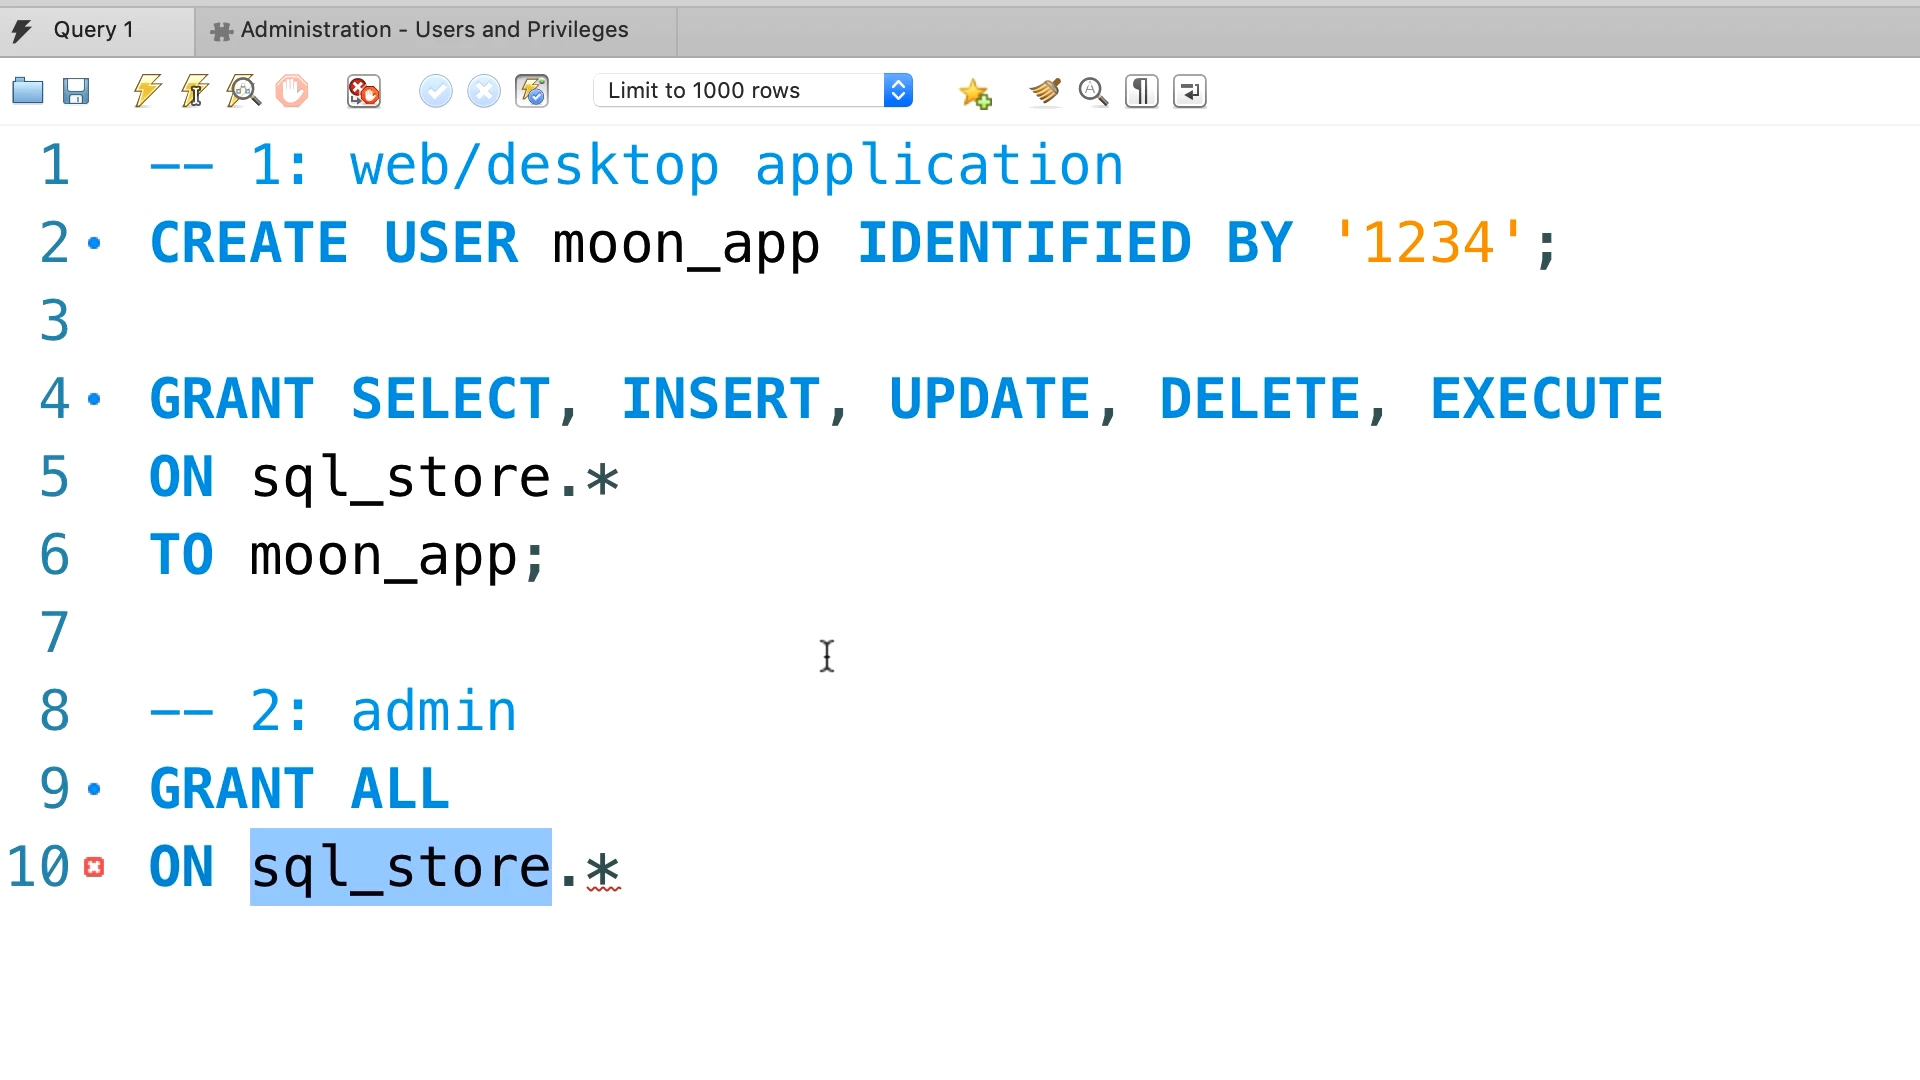 Query 1
Administration - Users and Privileges
Limit to 1000 rows
1 -- 1: web/desktop application
2 CREATE USER moon_app IDENTIFIED BY '1234';
3
4 GRANT SELECT, INSERT, UPDATE, DELETE, EXECUTE
5 ON sql_store.*
6 TO moon_app;
7
8 -- 2: admin
9 GRANT ALL
10 ON sql_store.*